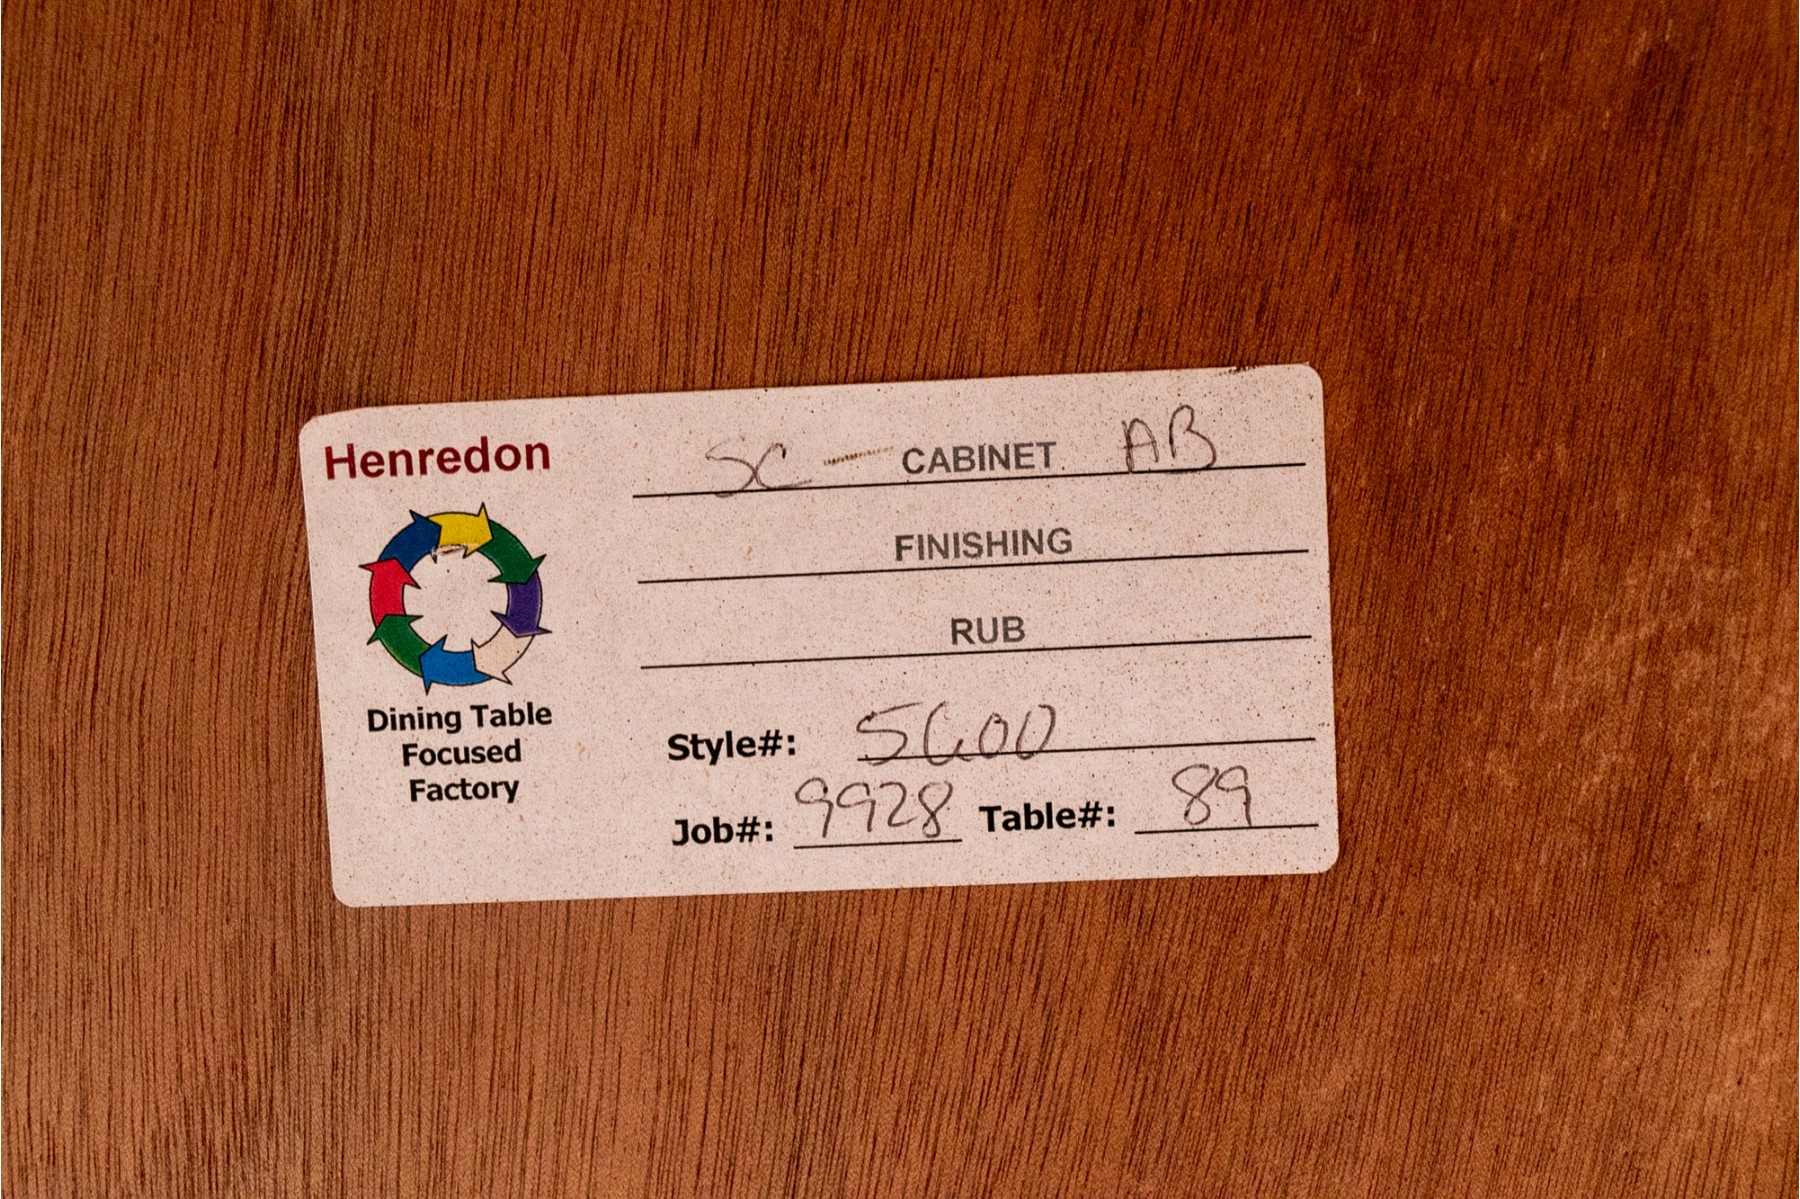 Henredon
Dining Table
Focused
Factory
SC - CABINET AB
FINISHING
RUB
Style#: 5600
Job#: 9928 Table#: 89